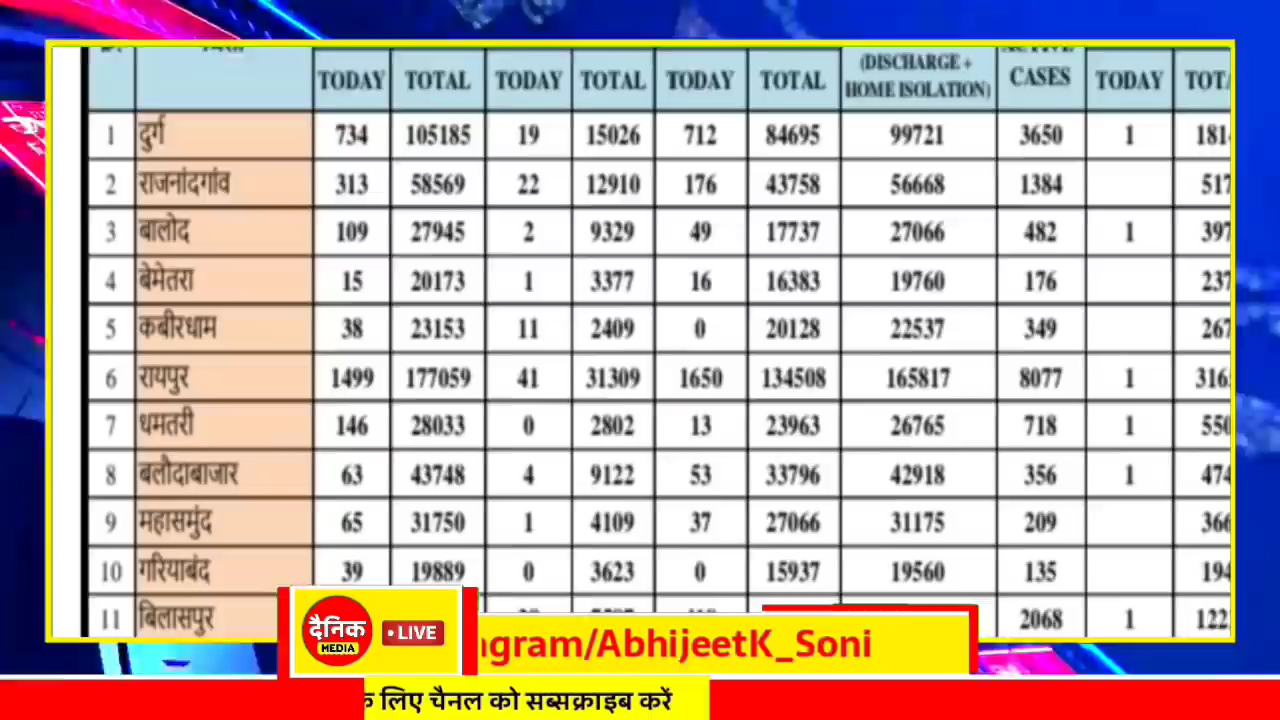 TODAY TOTAL TODAY TOTAL TODAY TOTAL (DISCHARGE + HOME ISOLATION) CASES TODAY
1 दुर्ग 734 105185 19 15026 712 84695 99721 3650 1 181
2 राजनांदगांव 313 58569 22 12910 176 43758 56668 1384 517
3 बालोद 109 27945 2 9329 49 17737 27066 482 1 397
4 बेमेतरा 15 20173 1 3377 16 16383 19760 176 237
5 कबीरधाम 38 23153 11 2409 0 20128 22537 349 267
6 रायपुर 1499 177059 41 31309 1650 134508 165817 8077 1 316
7 धमतरी 146 28033 0 2802 13 23963 26765 718 1 550
8 बलौदाबाजार 63 43748 4 9122 53 33796 42918 356 1 474
9 महासमुंद 65 31750 1 4109 37 27066 31175 209 366
10 गरियाबंद 39 19889 0 3623 0 15937 19560 135 194
11 बिलासपुर 2068 1 122
दैनिक MEDIA LIVE
gram/AbhijeetK_Soni
के लिए चैनल को सब्सक्राइब करें